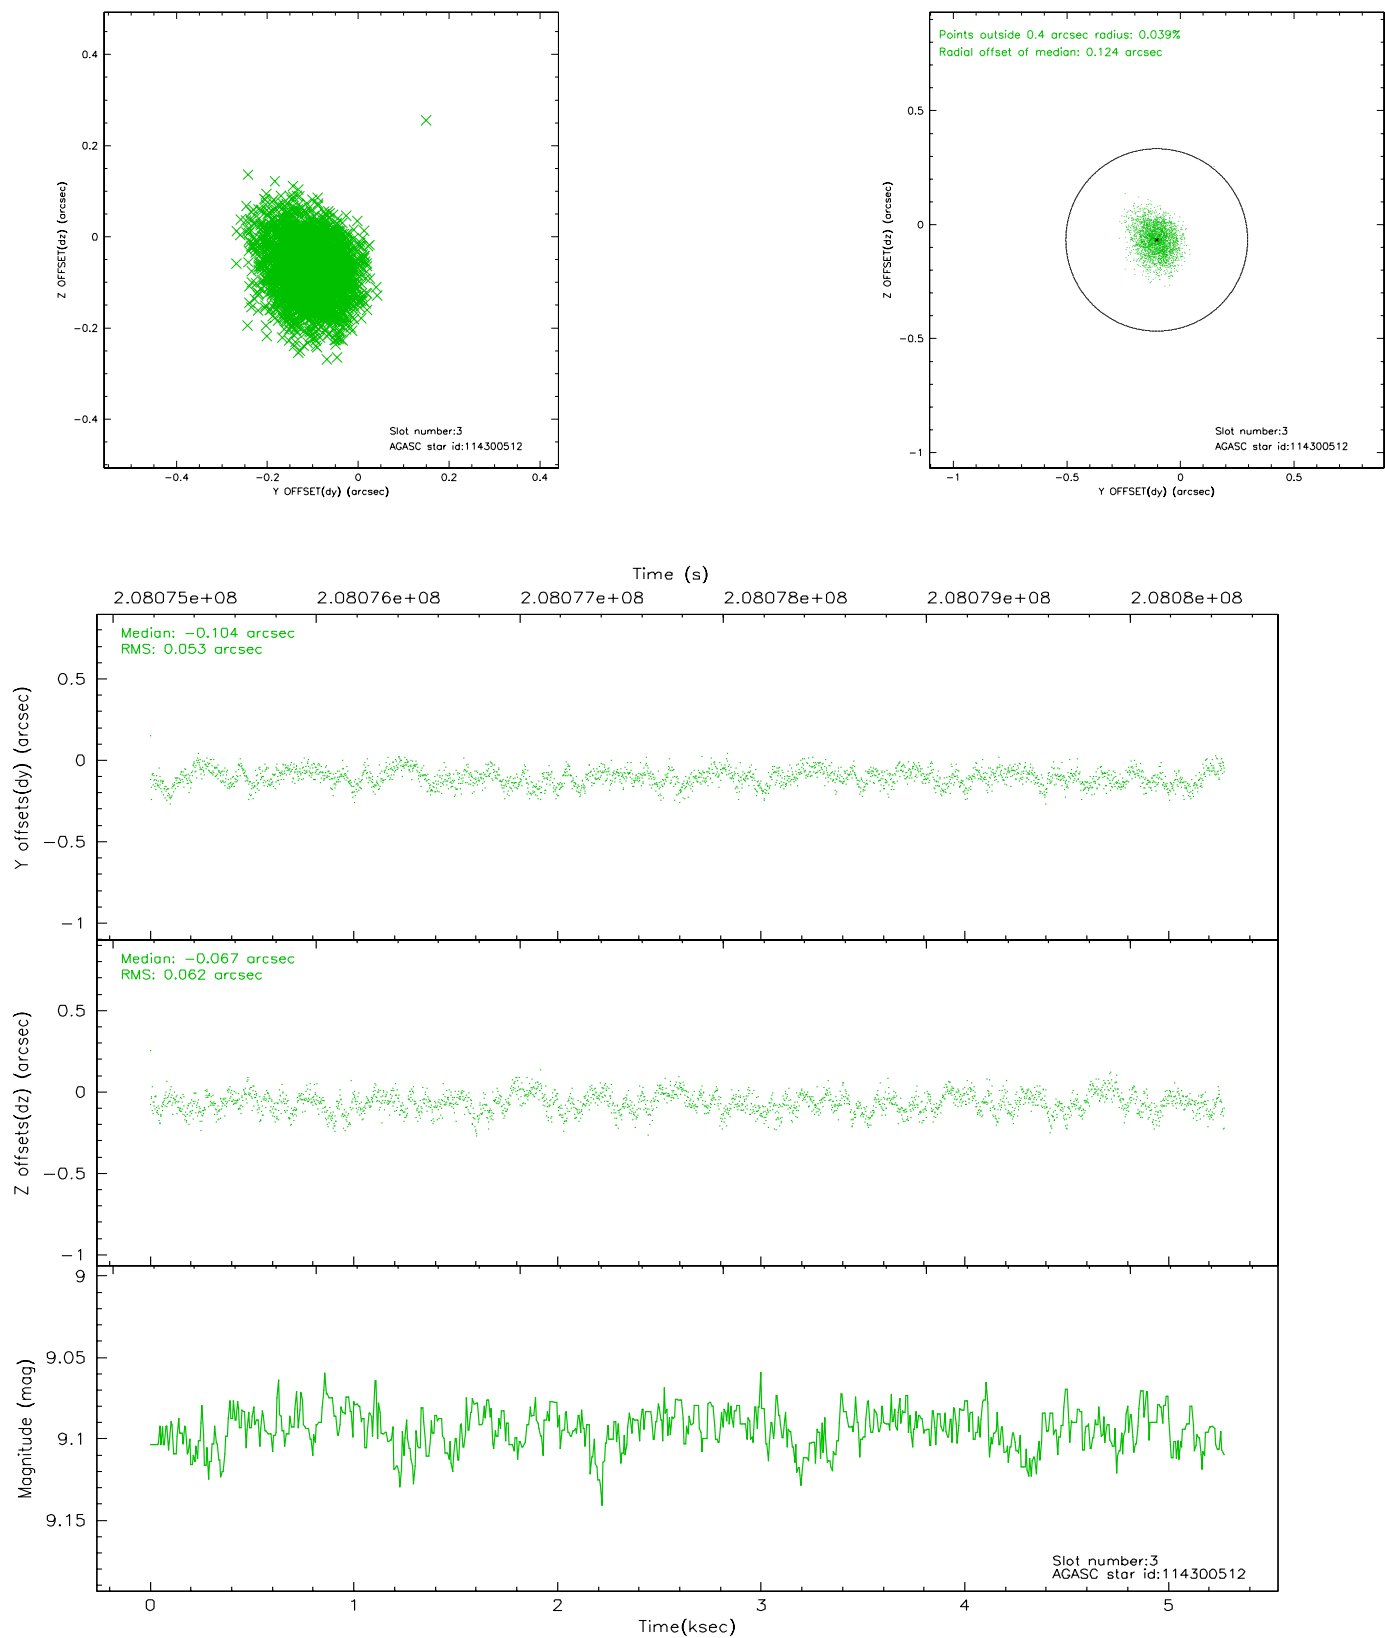 0.4
0.2
0
−0.2
−0.4
Z OFFSET(dz) (arcsec)
Slot number:3
AGASC star id:114300512
−0.4
−0.2
0
0.2
0.4
Y OFFSET(dy) (arcsec)
Points outside 0.4 arcsec radius: 0.039%
Radial offset of median: 0.124 arcsec
0.5
0
−0.5
−1
Z OFFSET(dz) (arcsec)
Slot number:3
AGASC star id:114300512
−1
−0.5
0
0.5
Y OFFSET(dy) (arcsec)
Time (s)
2.08075e+08
2.08076e+08
2.08077e+08
2.08078e+08
2.08079e+08
2.0808e+08
Median: −0.104 arcsec
RMS: 0.053 arcsec
0.5
0
−0.5
−1
Y offsets(dy) (arcsec)
Median: −0.067 arcsec
RMS: 0.062 arcsec
0.5
0
−0.5
−1
Z offsets(dz) (arcsec)
9
9.05
9.1
9.15
Magnitude (mag)
Slot number:3
AGASC star id:114300512
0
1
2
3
4
5
Time(ksec)